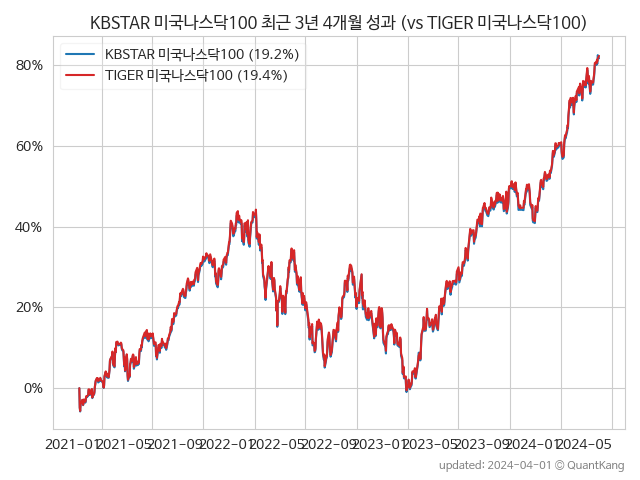 KBSTAR 미국나스닥100 최근 3년 4개월 성과 (vs TIGER 미국나스닥100)
KBSTAR 미국나스닥100 (19.2%)
TIGER 미국나스닥100 (19.4%)
80%
60%
40%
20%
0%
2021-01 2021-05 2021-09 2022-01 2022-05 2022-09 2023-01 2023-05 2023-09 2024-01 2024-05
updated: 2024-04-01 © QuantKang